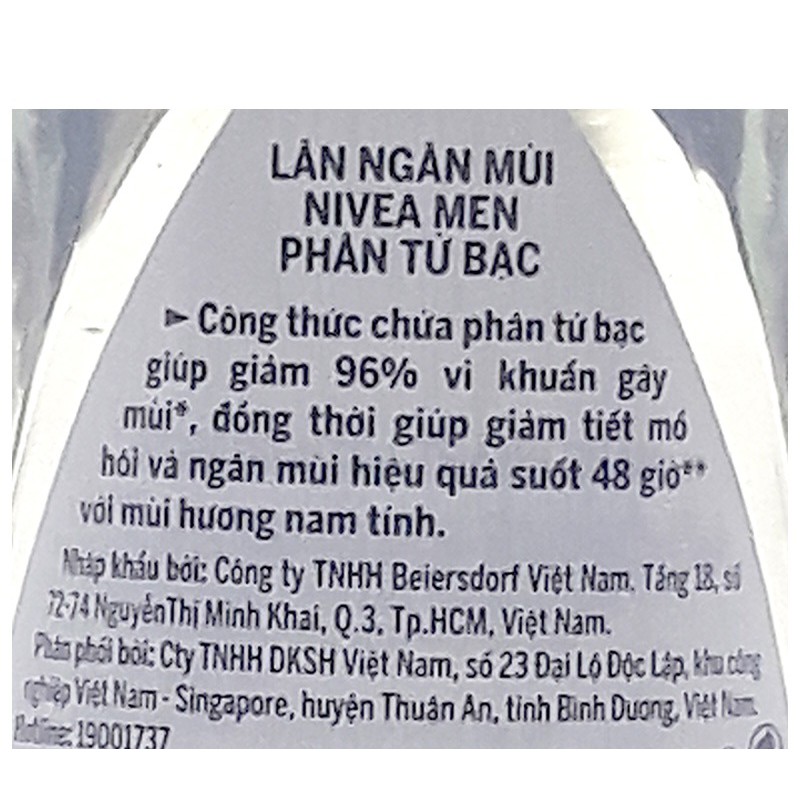 LĂN NGĂN MÙI
NIVEA MEN
PHÂN TỬ BẠC
► Công thức chứa phân tử bạc
giúp giảm 96% vi khuẩn gây
mùi*, đồng thời giúp giảm tiết mồ
hôi và ngăn mùi hiệu quả suốt 48 giờ**
với mùi hương nam tính.
Nhập khẩu bởi: Công ty TNHH Beiersdorf Việt Nam. Tầng 18, số
72-74 NguyễnThị Minh Khai, Q.3, Tp.HCM, Việt Nam.
Phân phối bởi: Cty TNHH DKSH Việt Nam, số 23 Đại Lộ Độc Lập, khu công
nghiệp Việt Nam - Singapore, huyện Thuận An, tỉnh Bình Dương, Việt Nam.
Hotline: 19001737